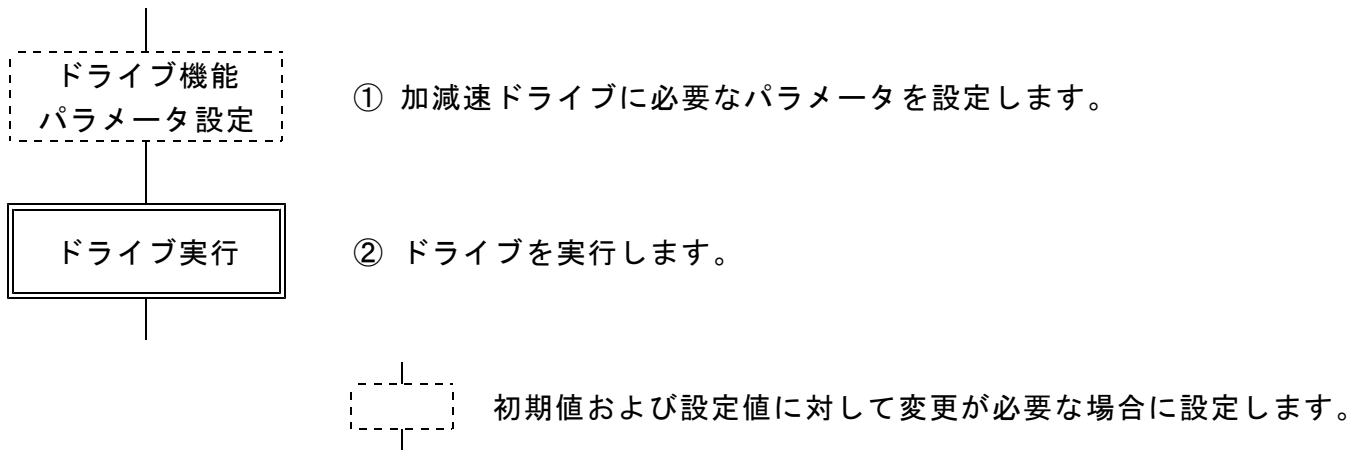 ドライブ機能
パラメータ設定
① 加減速ドライブに必要なパラメータを設定します。
ドライブ実行
② ドライブを実行します。
初期値および設定値に対して変更が必要な場合に設定します。